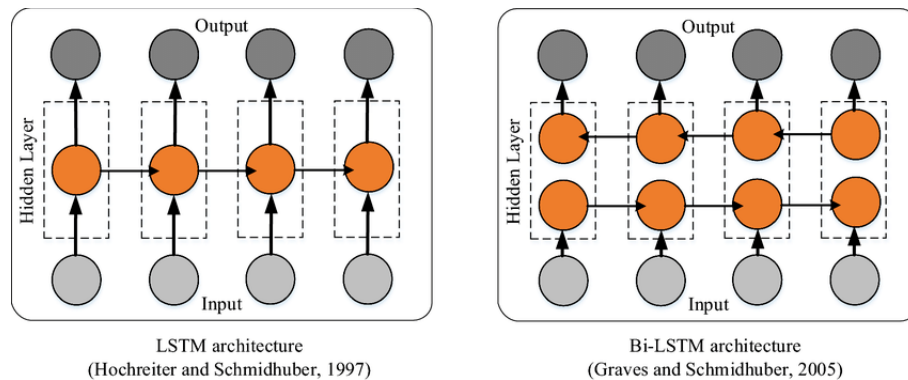 Output
Hidden Layer
Input
LSTM architecture
(Hochreiter and Schmidhuber, 1997)
Output
Hidden Layer
Input
Bi-LSTM architecture
(Graves and Schmidhuber, 2005)